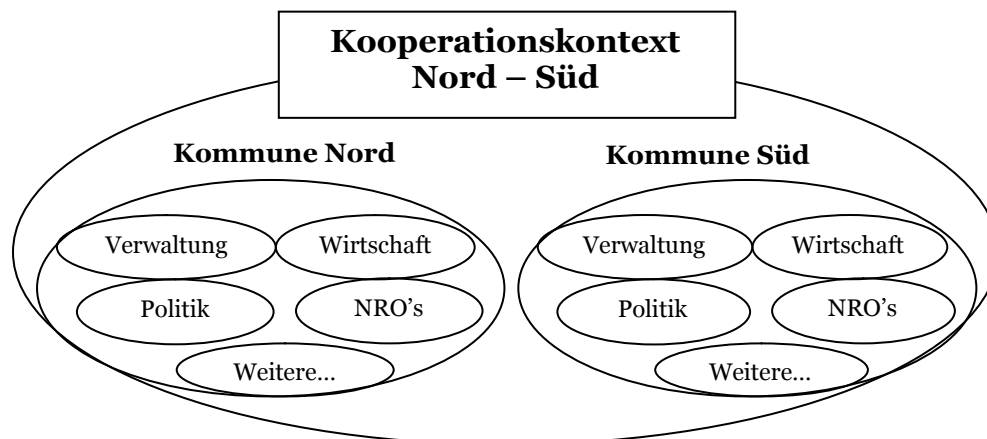 Kooperationskontext
Nord – Süd
Kommune Nord
Kommune Süd
Verwaltung
Wirtschaft
Verwaltung
Wirtschaft
Politik
NRO’s
Politik
NRO’s
Weitere...
Weitere...